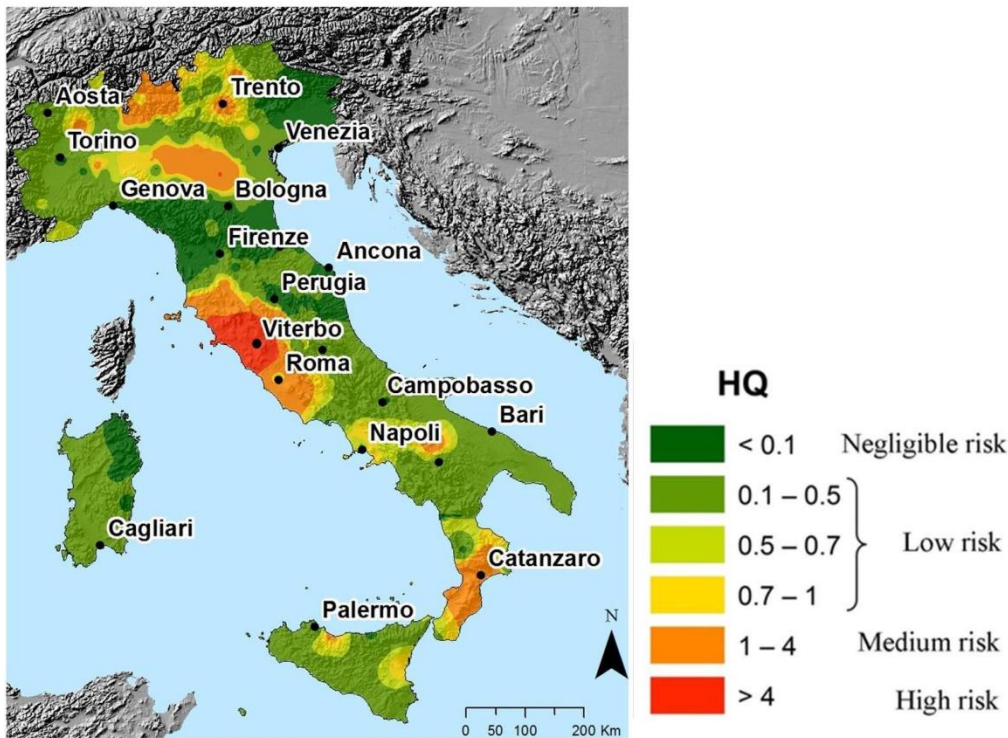 Aosta
Trento
Torino
Venezia
Genova
Bologna
Firenze
Ancona
Perugia
Viterbo
Roma
Campobasso
Bari
Napoli
Cagliari
Catanzaro
Palermo
N
0 50 100 200 Km
HQ
< 0.1 Negligible risk
0.1 – 0.5
0.5 – 0.7 Low risk
0.7 – 1
1 – 4 Medium risk
> 4 High risk